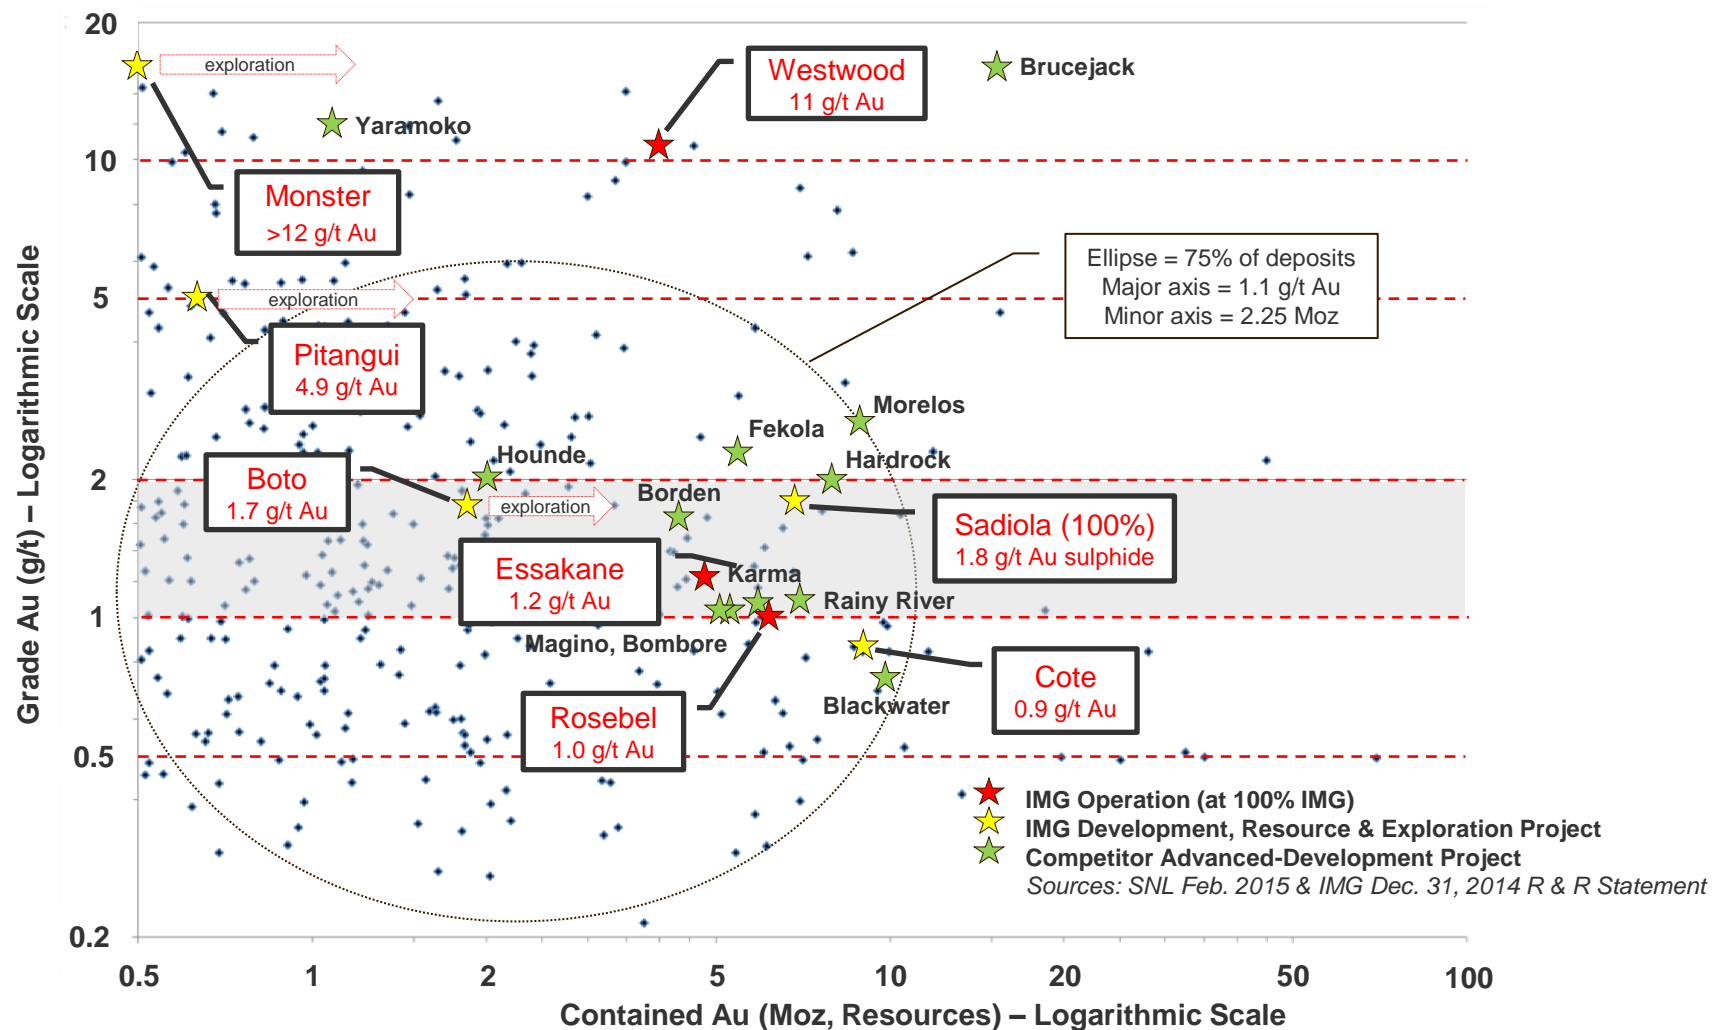 20
exploration
Westwood
11 g/t Au
Brucejack
Yaramoko
10
Monster
>12 g/t Au
Ellipse = 75% of deposits
Major axis = 1.1 g/t Au
Minor axis = 2.25 Moz
5
exploration
Pitangui
4.9 g/t Au
Morelos
Fekola
Hounde
Hardrock
2
Boto
1.7 g/t Au
exploration
Borden
Sadiola (100%)
1.8 g/t Au sulphide
Essakane
1.2 g/t Au
Karma
Rainy River
1
Magino, Bombore
Cote
0.9 g/t Au
Blackwater
Rosebel
1.0 g/t Au
0.5
IMG Operation (at 100% IMG)
IMG Development, Resource & Exploration Project
Competitor Advanced-Development Project
Sources: SNL Feb. 2015 & IMG Dec. 31, 2014 R & R Statement
0.2
Grade Au (g/t) – Logarithmic Scale
0.5 1 2 5 10 20 50 100
Contained Au (Moz, Resources) – Logarithmic Scale